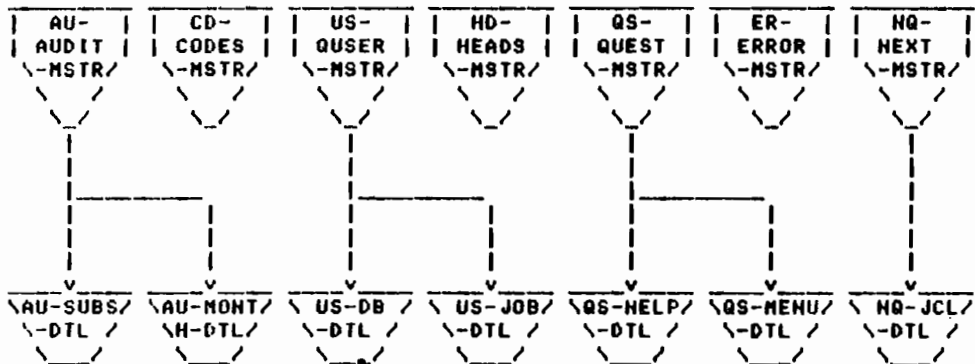 AU- CD- US- HD- QS- ER- NQ-
AUDIT CODES QUSER HEADS QUEST ERROR NEXT
-MSTR -MSTR -MSTR -MSTR -MSTR -MSTR -MSTR
AU-SUBS AU-MONT US-DB US-JOB QS-HELP QS-MENU NQ-JCL
-DTL H-DTL -DTL -DTL -DTL -DTL -DTL